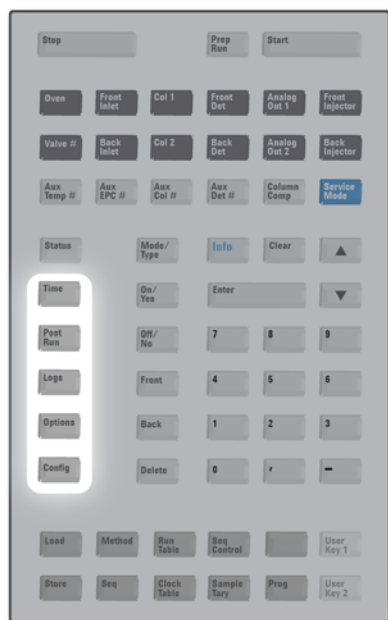 Stop
Prep
Run
Start
Oven
Front
Inlet
Col 1
Front
Det
Analog
Out 1
Front
Injector
Valve #
Back
Inlet
Col 2
Back
Det
Analog
Out 2
Back
Injector
Aux
Temp #
Aux
EPC #
Aux
Col #
Aux
Det #
Column
Comp
Service
Mode
Status
Mode/
Type
Info
Clear
Time
On/
Yes
Enter
Post
Run
Off/
No
7
8
9
Logs
Front
4
5
6
Options
Back
1
2
3
Config
Delete
0
,
-
Load
Method
Run
Table
Seq
Control
User
Key 1
Store
Seq
Clock
Table
Sample
Tary
Prog
User
Key 2